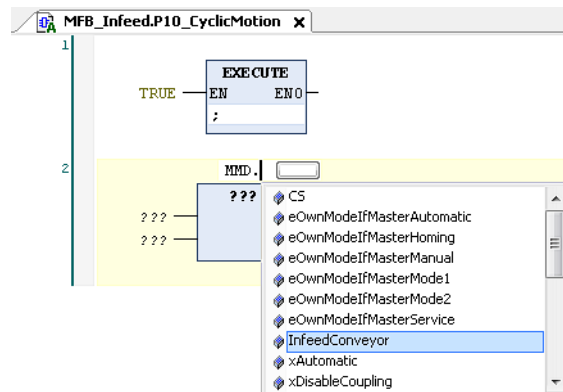 MFB_Infeed.P10_CyclicMotion x
1
EXECUTE
TRUE EN ENO
;
2 MMD.
???
???
???
CS
eOwnModeIfMasterAutomatic
eOwnModeIfMasterHoming
eOwnModeIfMasterManual
eOwnModeIfMasterMode1
eOwnModeIfMasterMode2
eOwnModeIfMasterService
InfeedConveyor
xAutomatic
xDisableCoupling